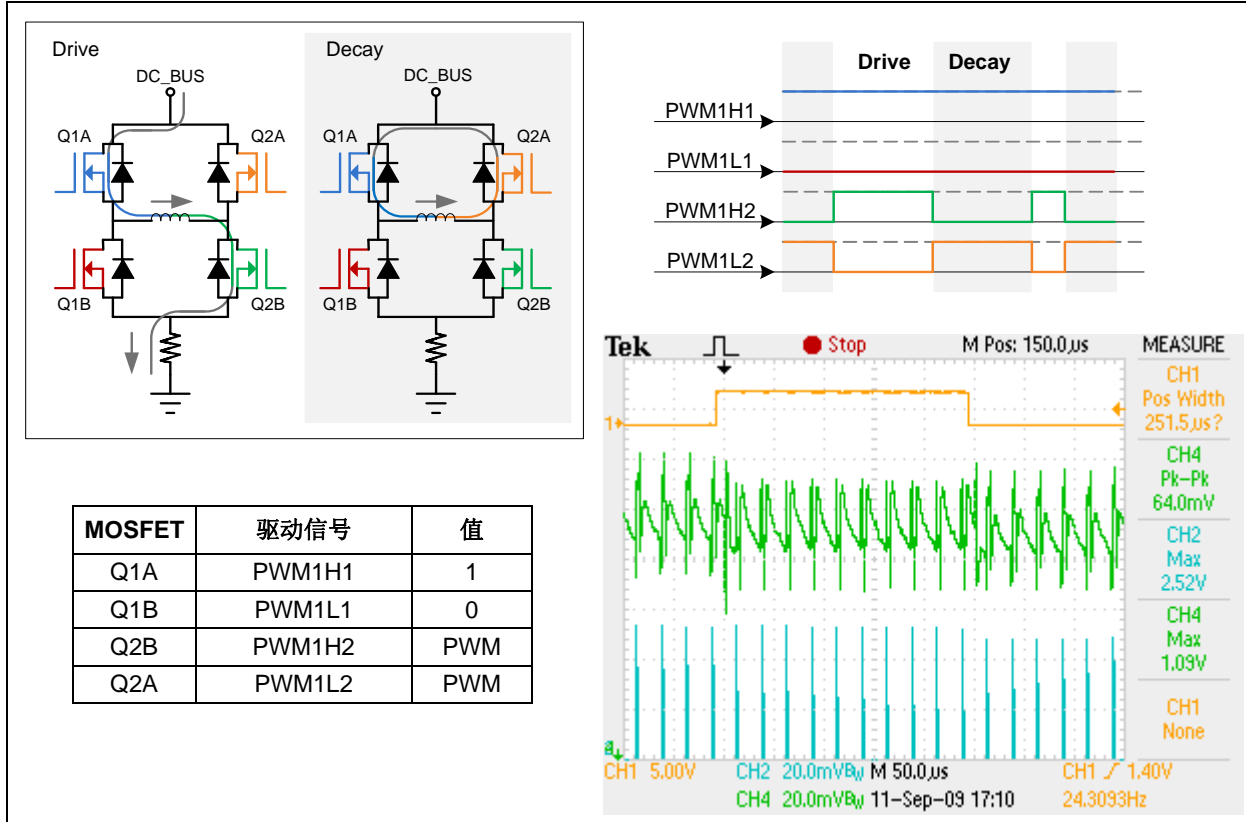 Drive
Decay
DC_BUS
DC_BUS
Q1A
Q2A
Q1A
Q2A
Q1B
Q2B
Q1B
Q2B
Drive Decay
PWM1H1
PWM1L1
PWM1H2
PWM1L2
MOSFET 驱动信号 值
Q1A PWM1H1 1
Q1B PWM1L1 0
Q2B PWM1H2 PWM
Q2A PWM1L2 PWM
Tek Stop M Pos: 150.0µs MEASURE
CH1
Pos Width
251.5µs?
CH4
Pk-Pk
64.0mV
CH2
Max
2.52V
CH4
Max
1.09V
CH1
None
1
CH1 5.00V CH2 20.0mVBW M 50.0µs CH1 1.40V
CH4 20.0mVBW 11-Sep-09 17:10 24.3093Hz